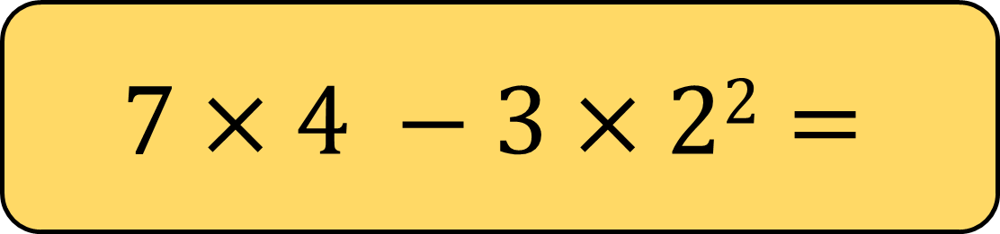 7 × 4 − 3 × 2² =